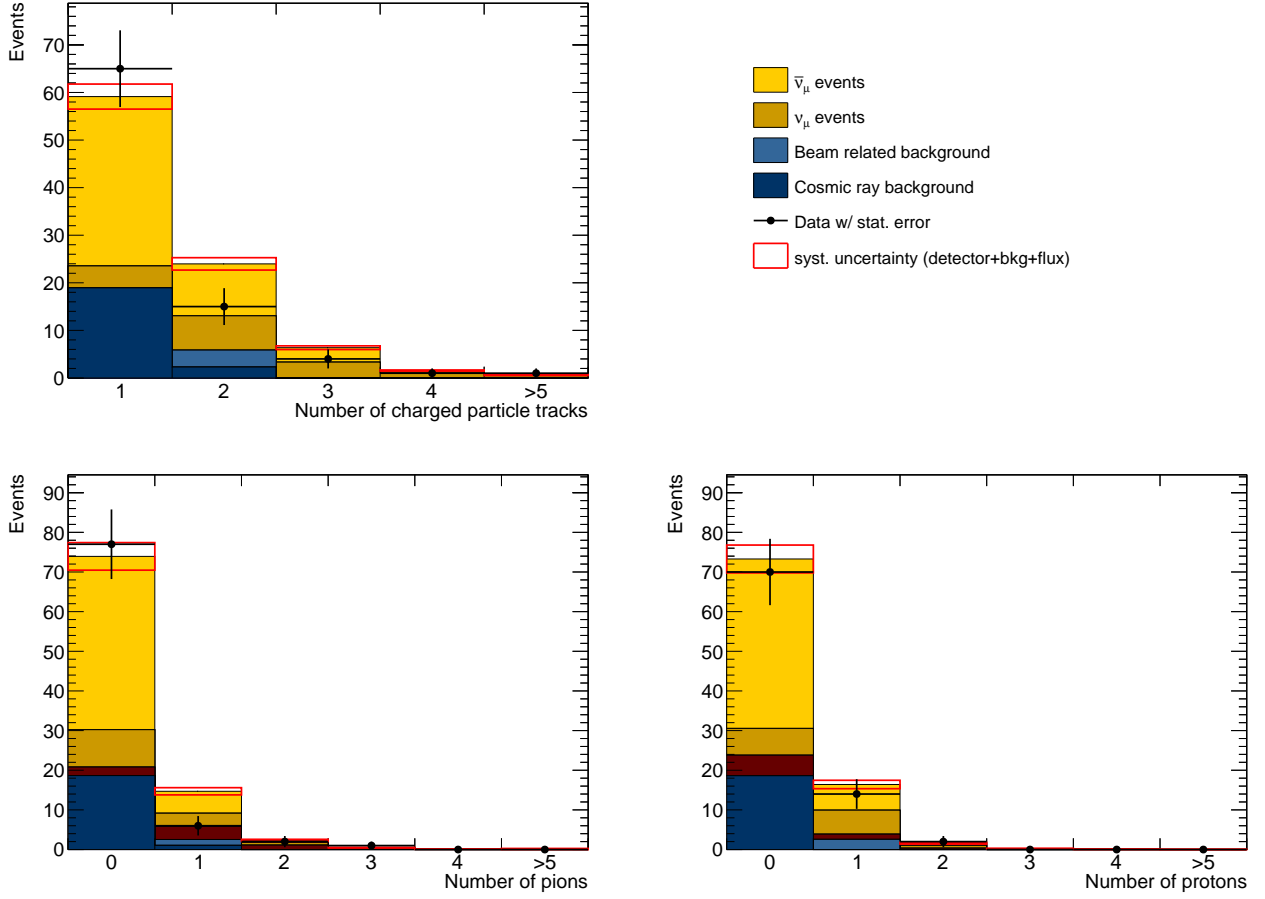 Events
70
60
50
40
30
20
10
0
1 2 3 4 >5
Number of charged particle tracks
ν̄μ events
νμ events
Beam related background
Cosmic ray background
Data w/ stat. error
syst. uncertainty (detector+bkg+flux)
Events
90
80
70
60
50
40
30
20
10
0
0 1 2 3 4 >5
Number of pions
Events
90
80
70
60
50
40
30
20
10
0
0 1 2 3 4 >5
Number of protons